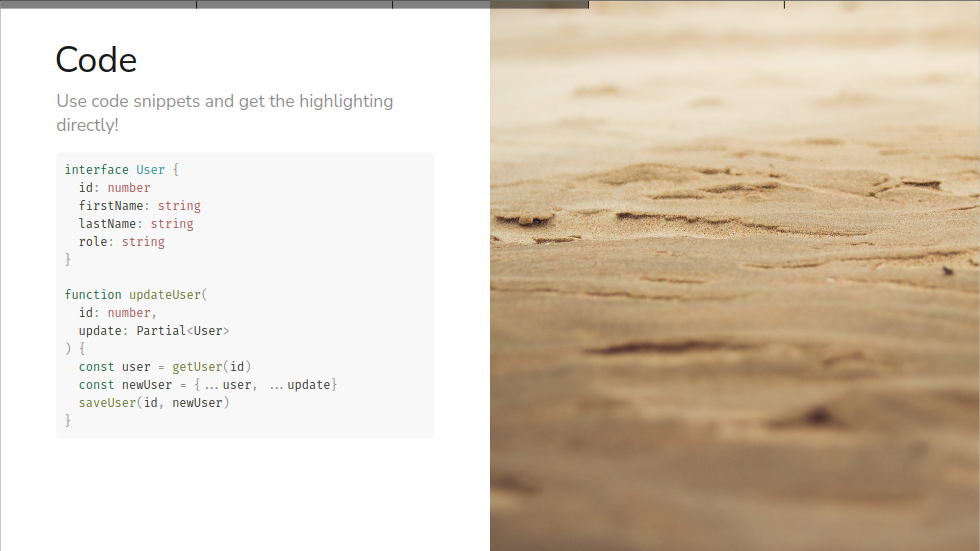 Code
Use code snippets and get the highlighting
directly!
interface User {
  id: number
  firstName: string
  lastName: string
  role: string
}
function updateUser(
  id: number,
  update: Partial<User>
) {
  const user = getUser(id)
  const newUser = {...user, ...update}
  saveUser(id, newUser)
}